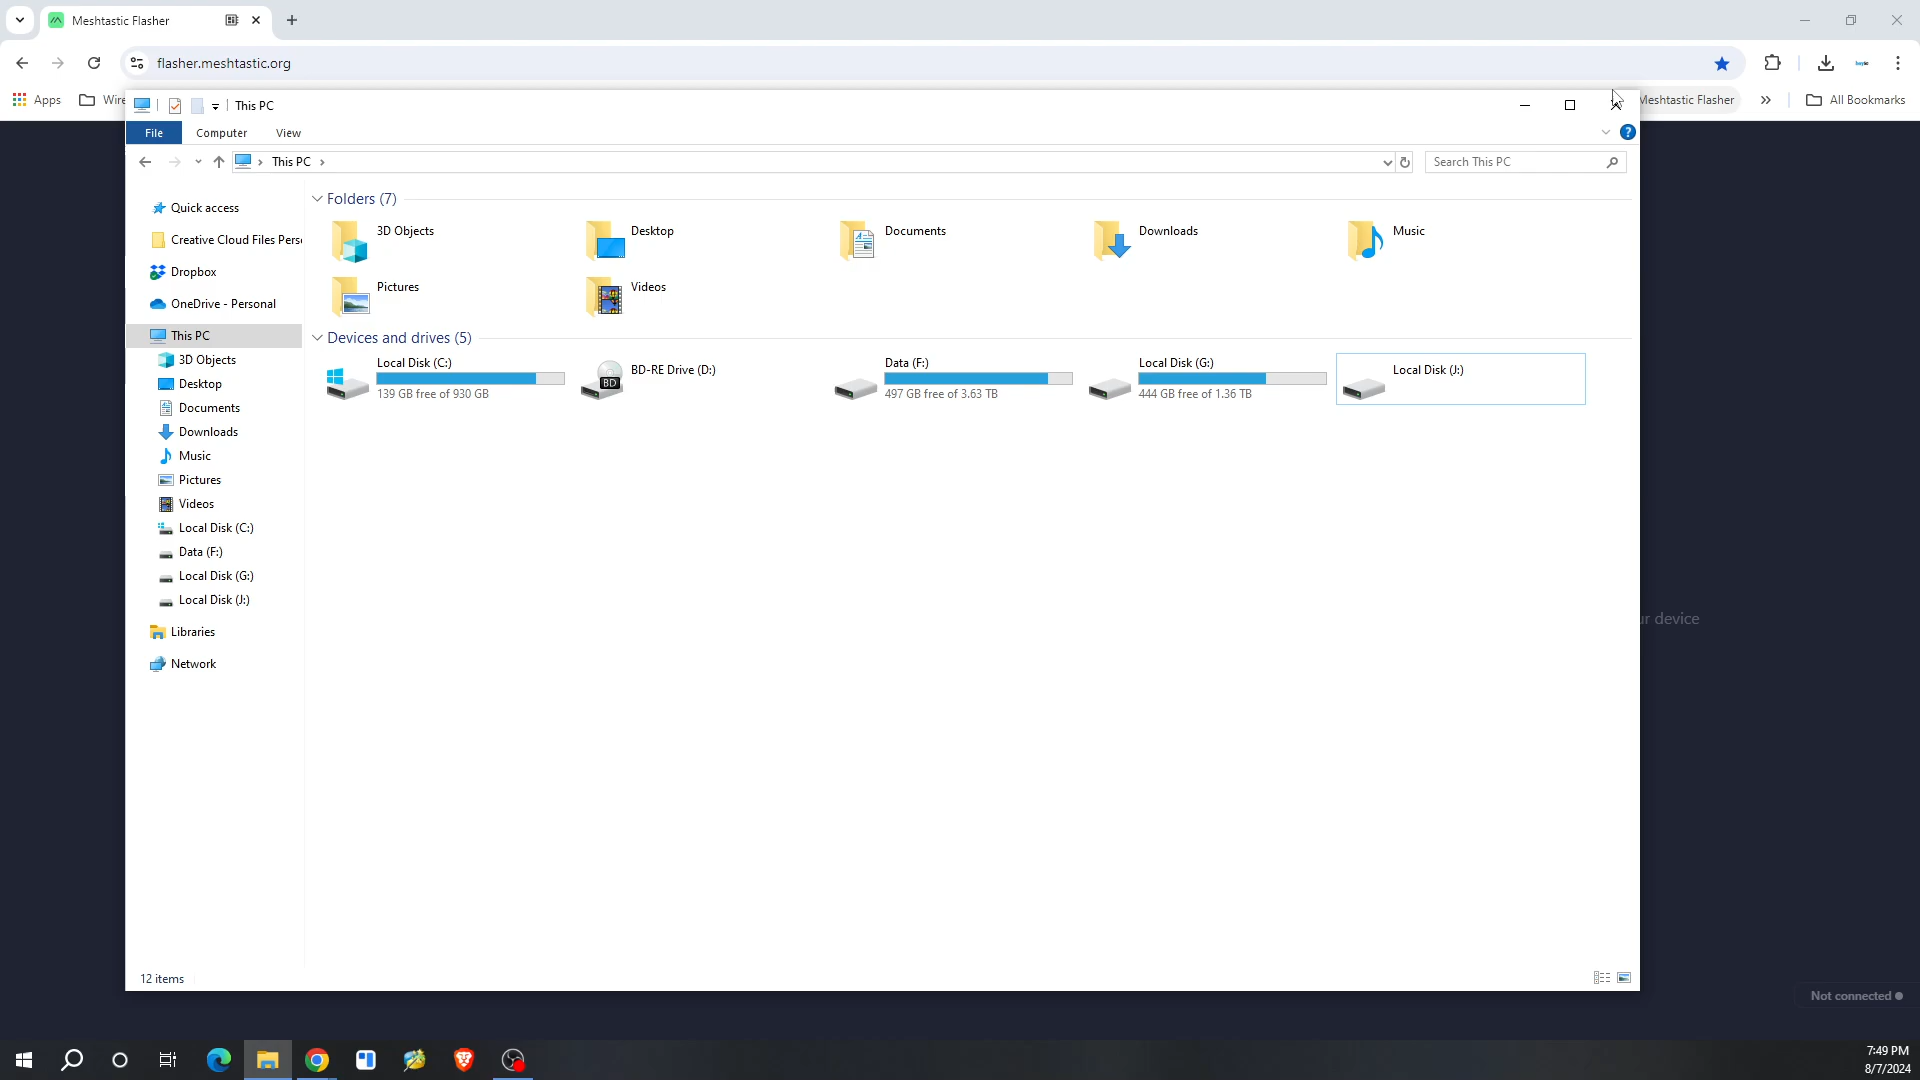 Meshtastic Flasher
flasher.meshtastic.org
Apps
Wire
Meshtastic Flasher
All Bookmarks
This PC
File Computer View
This PC
Search This PC
Quick access
Creative Cloud Files Pers
Dropbox
OneDrive - Personal
This PC
3D Objects
Desktop
Documents
Downloads
Music
Pictures
Videos
Local Disk (C:)
Data (F:)
Local Disk (G:)
Local Disk (J:)
Libraries
Network
Folders (7)
3D Objects
Desktop
Documents
Downloads
Music
Pictures
Videos
Devices and drives (5)
Local Disk (C:)
139 GB free of 930 GB
BD
BD-RE Drive (D:)
Data (F:)
497 GB free of 3.63 TB
Local Disk (G:)
444 GB free of 1.36 TB
Local Disk (J:)
ur device
12 items
Not connected
7:49 PM
8/7/2024